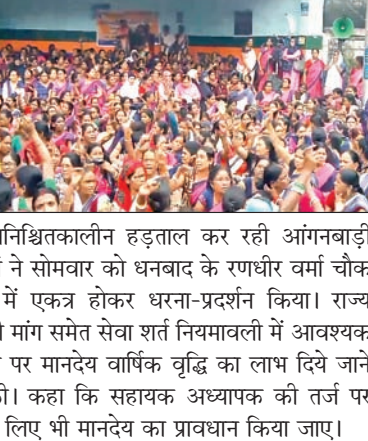 निश्चितकालीन हड़ताल कर रही आंगनबाड़ी
ने सोमवार को धनबाद के रणधीर वर्मा चौक
में एकत्र होकर धरना-प्रदर्शन किया। राज्य
मांग समेत सेवा शर्त नियमावली में आवश्यक
पर मानदेय वार्षिक वृद्धि का लाभ दिये जाने
कहा कि सहायक अध्यापक की तर्ज पर
लिए भी मानदेय का प्रावधान किया जाए।